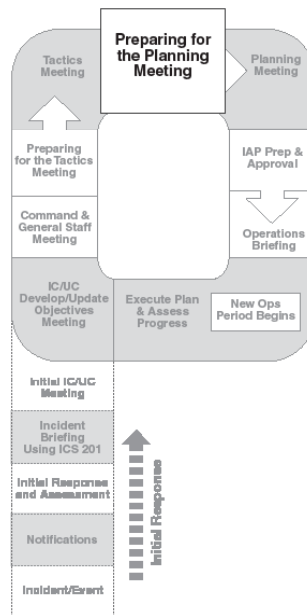 Preparing for
the Planning
Meeting
Tactics
Meeting
Planning
Meeting
Preparing
for the Tactics
Meeting
IAP Prep &
Approval
Command &
General Staff
Meeting
Operations
Briefing
IC/UC
Develop/Update
Objectives
Meeting
Execute Plan
& Assess
Progress
New Ops
Period Begins
Initial IC/UC
Meeting
Incident
Briefing
Using ICS 201
Initial Response
and Assessment
Notifications
Incident/Event
Initial Response